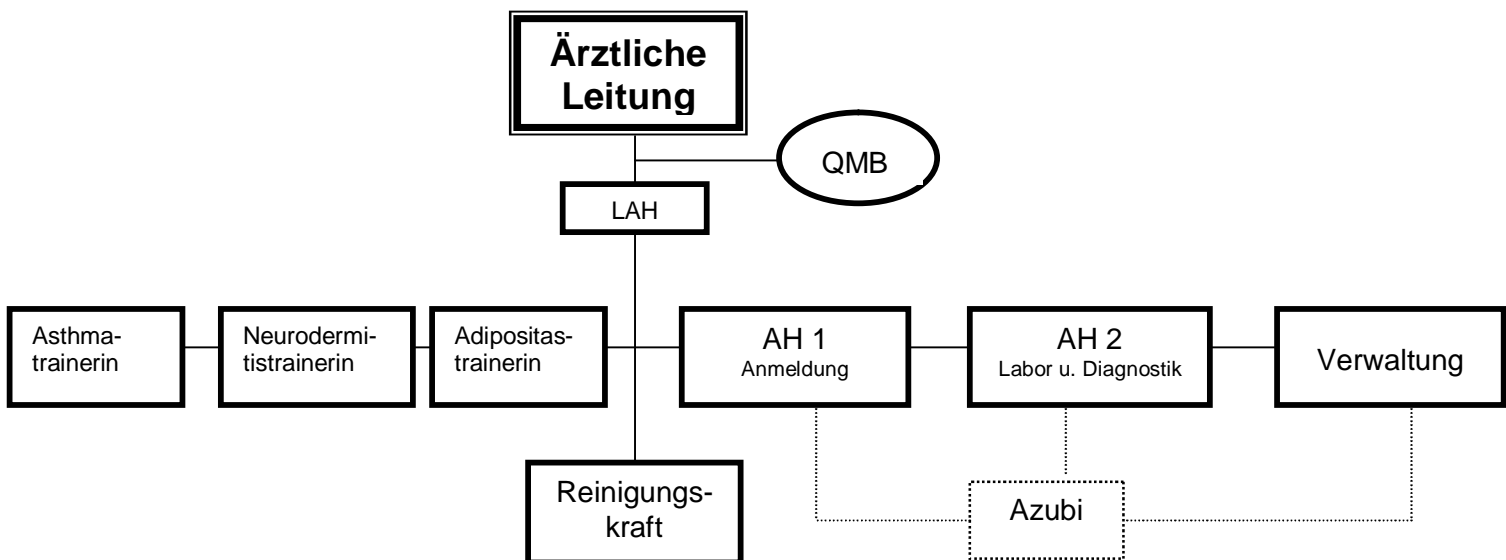 Ärztliche
Leitung
QMB
LAH
Asthma-
trainerin
Neurodermi-
tistrainerin
Adipositas-
trainerin
AH 1
Anmeldung
AH 2
Labor u. Diagnostik
Verwaltung
Reinigungs-
kraft
Azubi